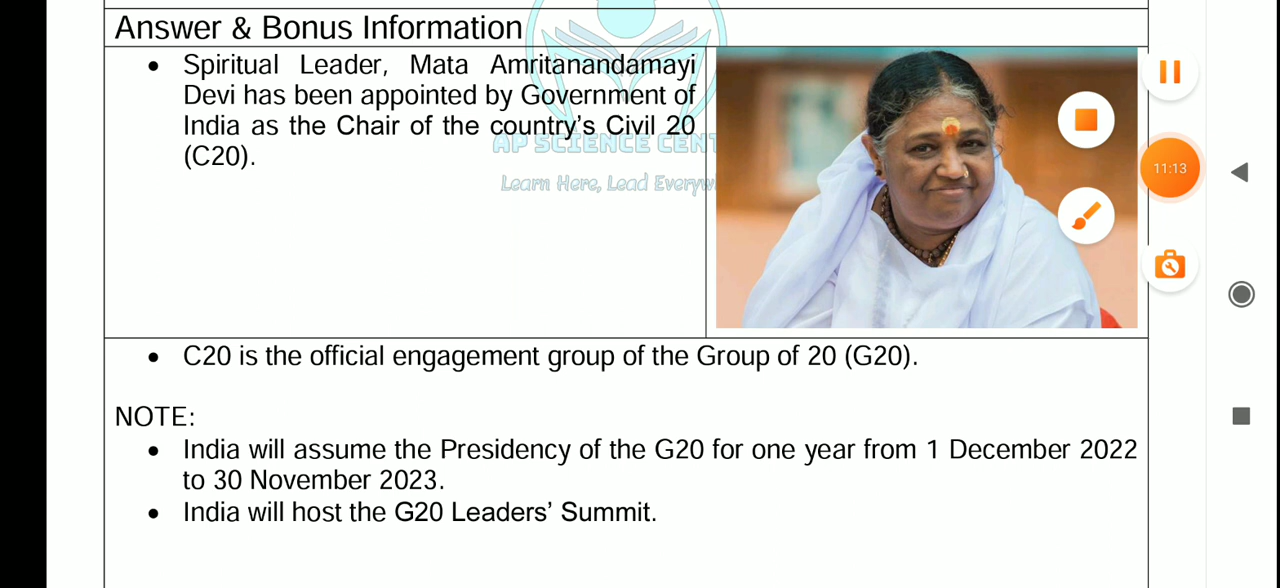 Answer & Bonus Information
• Spiritual Leader, Mata Amritanandamayi
Devi has been appointed by Government of
India as the Chair of the country’s Civil 20
(C20).
AP SCIENCE CENT
Learn Here, Lead Everyw
11:13
• C20 is the official engagement group of the Group of 20 (G20).
NOTE:
• India will assume the Presidency of the G20 for one year from 1 December 2022
to 30 November 2023.
• India will host the G20 Leaders’ Summit.